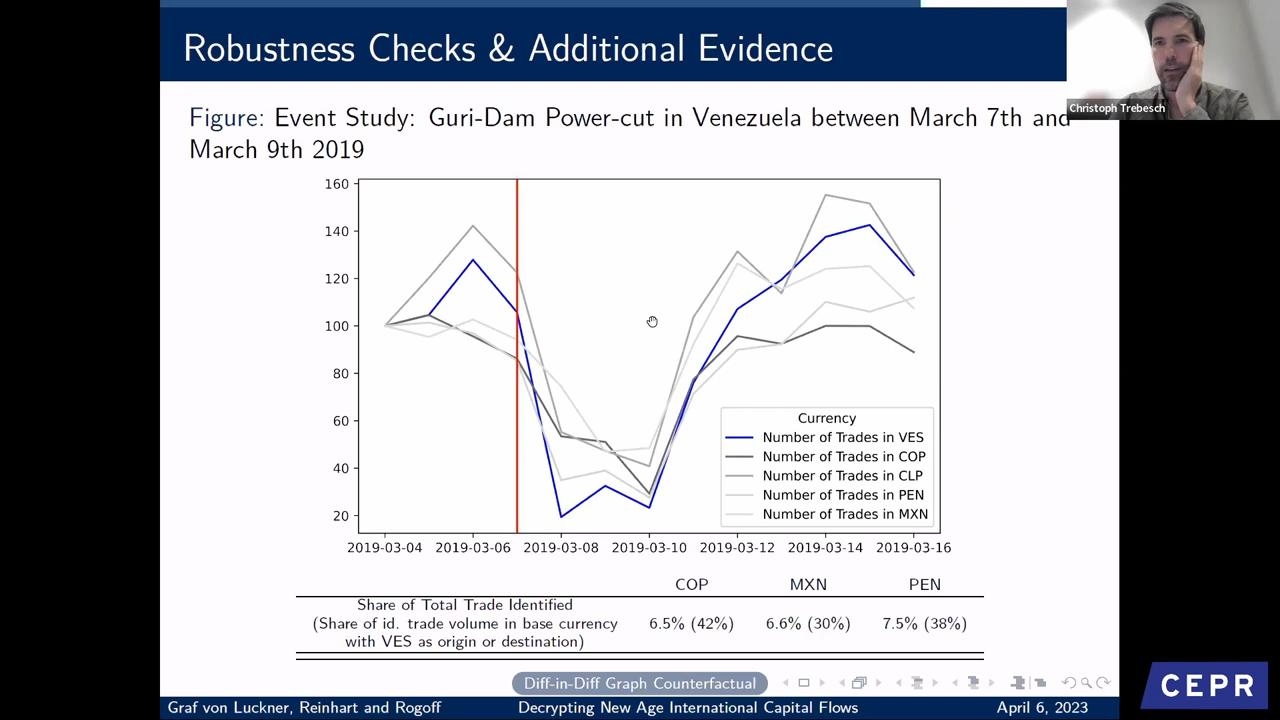 Robustness Checks & Additional Evidence
Christoph Trebesch
Figure: Event Study: Guri-Dam Power-cut in Venezuela between March 7th and
March 9th 2019
160
140
120
100
80
60
40
20
Currency
Number of Trades in VES
Number of Trades in COP
Number of Trades in CLP
Number of Trades in PEN
Number of Trades in MXN
2019-03-04 2019-03-06 2019-03-08 2019-03-10 2019-03-12 2019-03-14 2019-03-16
COP MXN PEN
Share of Total Trade Identified
(Share of id. trade volume in base currency 6.5% (42%) 6.6% (30%) 7.5% (38%)
with VES as origin or destination)
Diff-in-Diff Graph Counterfactual
Graf von Luckner, Reinhart and Rogoff Decrypting New Age International Capital Flows April 6, 2023
CEPR